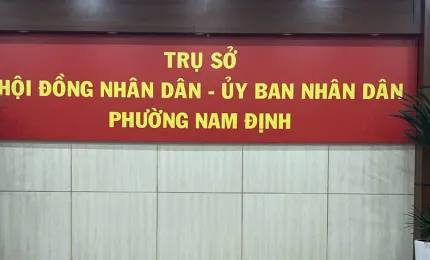 TRỤ SỞ
HỘI ĐỒNG NHÂN DÂN - ỦY BAN NHÂN DÂN
PHƯỜNG NAM ĐỊNH